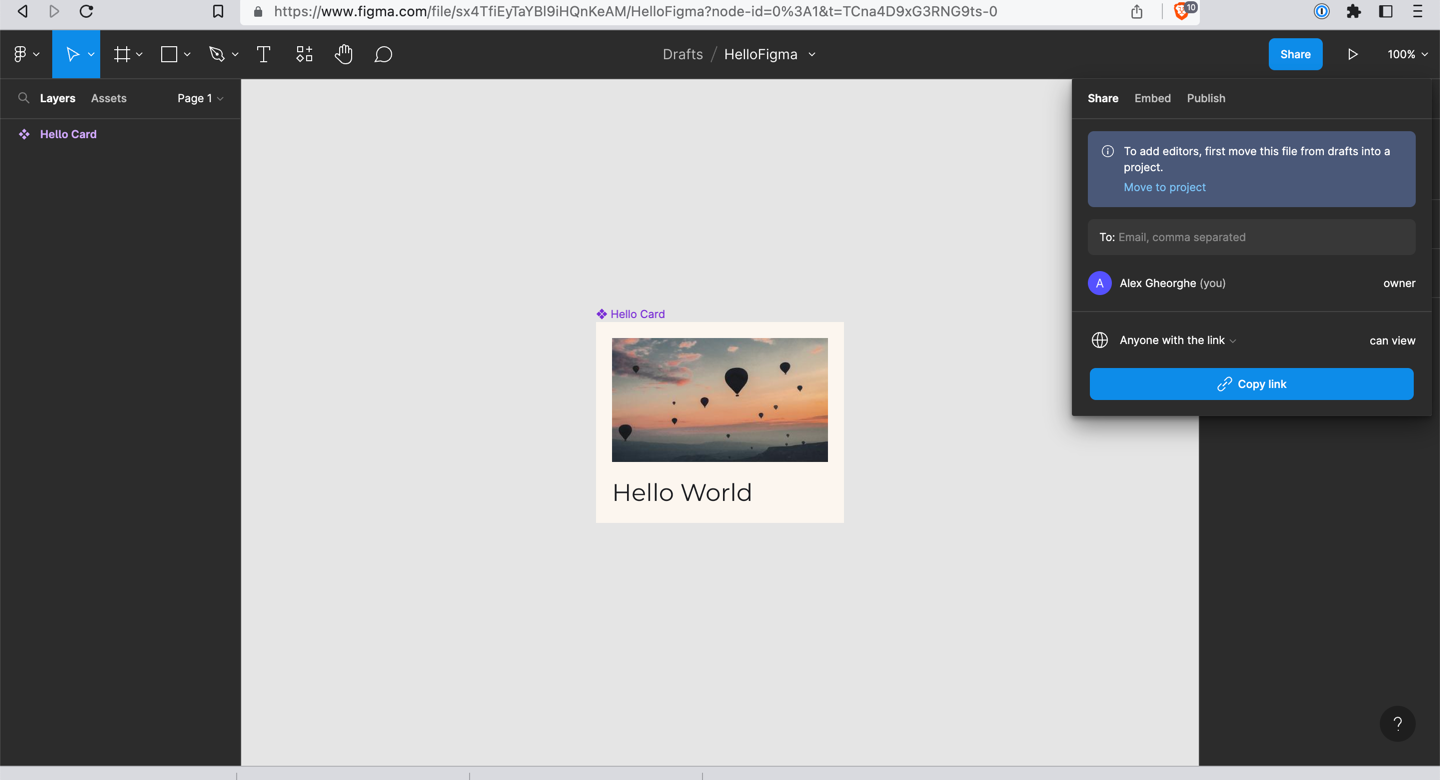 https://www.figma.com/file/sx4TfiEyTaYBl9iHQnKeAM/HelloFigma?node-id=0%3A1&t=TCna4D9xG3RNG9ts-0
10
Drafts / HelloFigma
Share
100%
Layers
Assets
Page 1
Hello Card
Hello Card
Hello World
Share
Embed
Publish
To add editors, first move this file from drafts into a
project.
Move to project
To: Email, comma separated
A
Alex Gheorghe (you)
owner
Anyone with the link
can view
Copy link
?